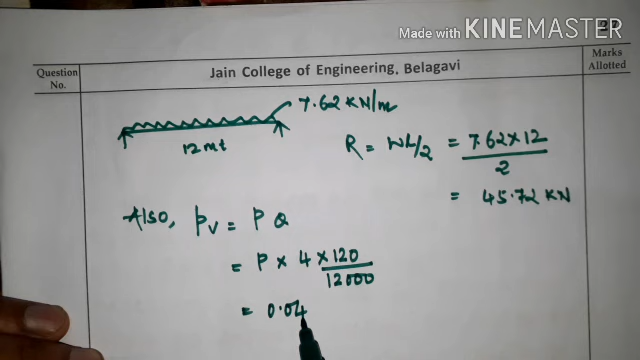 Made with KINEMASTER
Question No.
Jain College of Engineering, Belagavi
Marks Allotted
7.62 KN/m
12 mt
R = WL/2 = 7.62 × 12 / 2
= 45.72 KN
Also, Pv = P θ
= P × 4 × 120 / 12000
= 0.04